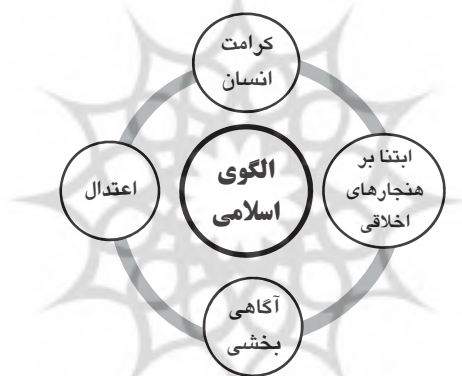 کرامت
انسان
ابتنا بر
هنجارهای
اخلاقی
الگوی
اسلامی
اعتدال
آگاهی
بخشی